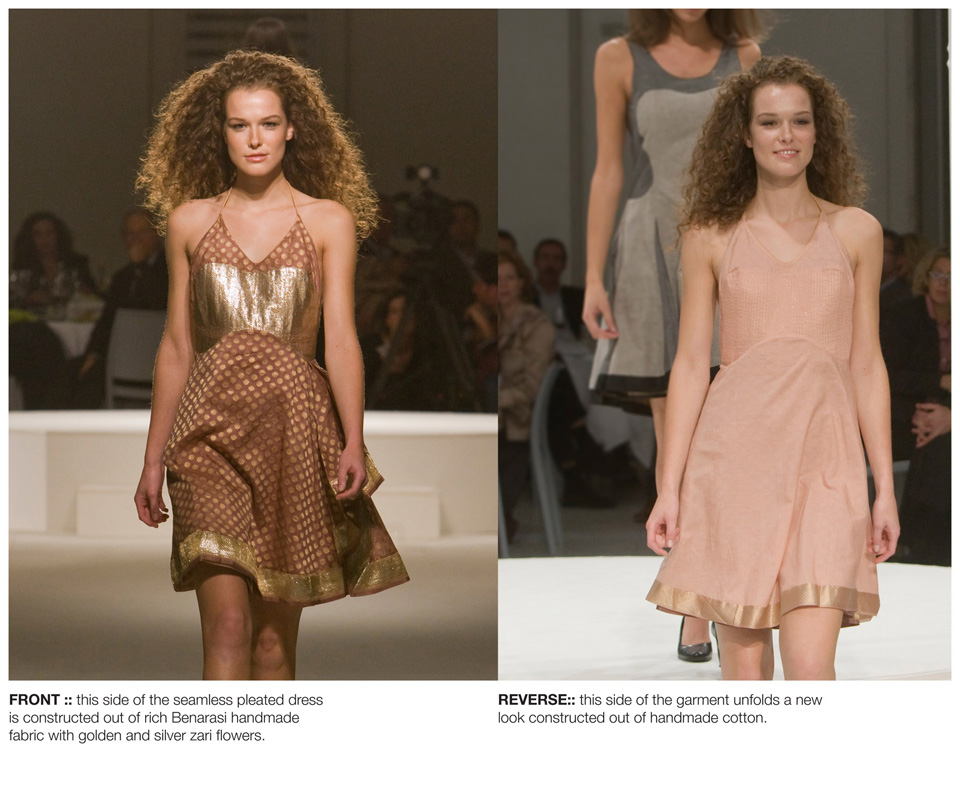 FRONT :: this side of the seamless pleated dress
is constructed out of rich Benarasi handmade
fabric with golden and silver zari flowers.
REVERSE:: this side of the garment unfolds a new
look constructed out of handmade cotton.